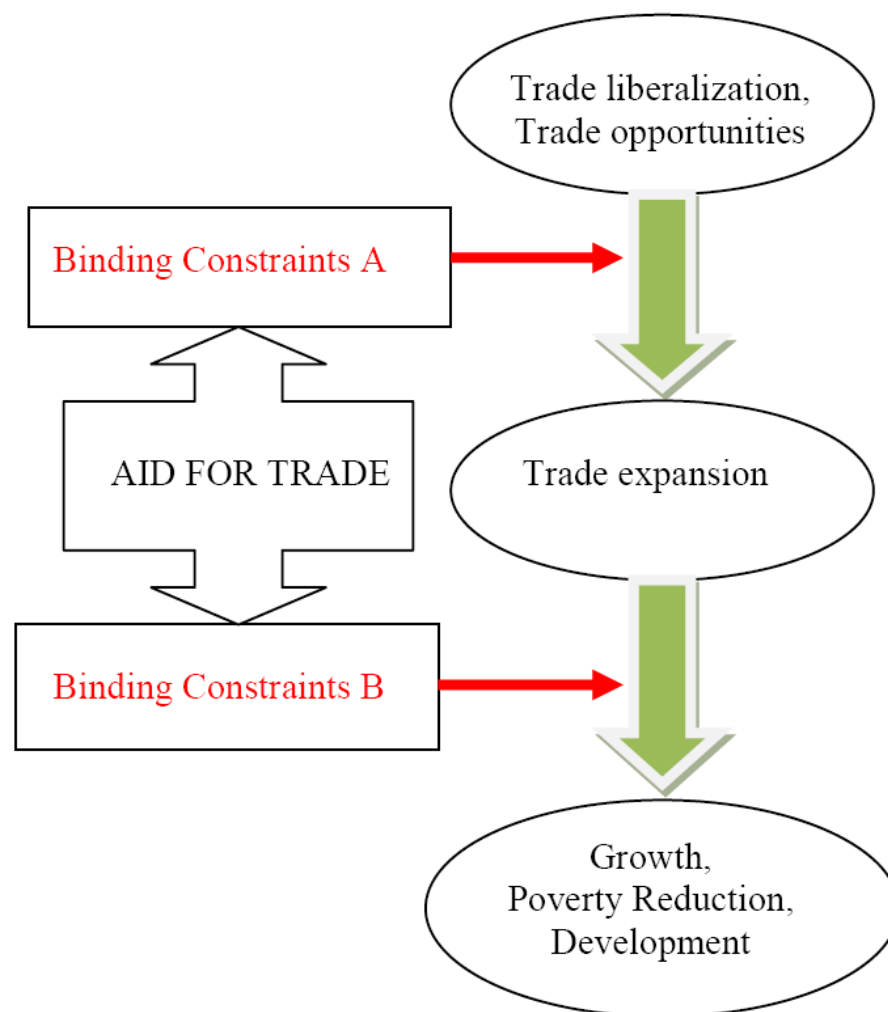 Trade liberalization,
Trade opportunities
Binding Constraints A
AID FOR TRADE
Trade expansion
Binding Constraints B
Growth,
Poverty Reduction,
Development